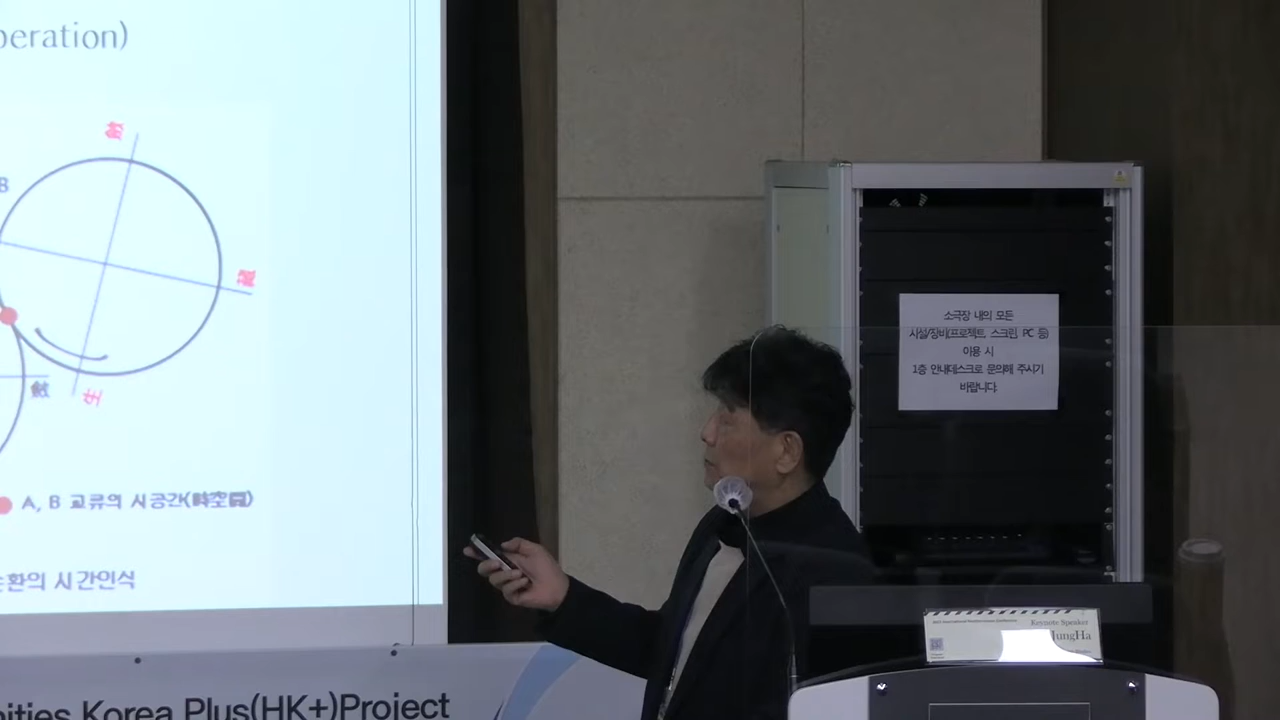 peration)
B
A, B 교류의 시공간(時空間)
순환의 시간인식
소극장 내의 모든
시설/장비(프로젝트, 스크린, PC 등)
이용 시
1층 안내데스크로 문의해 주시기
바랍니다.
Keynote Speaker
JungHa
ities Korea Plus(HK+)Project